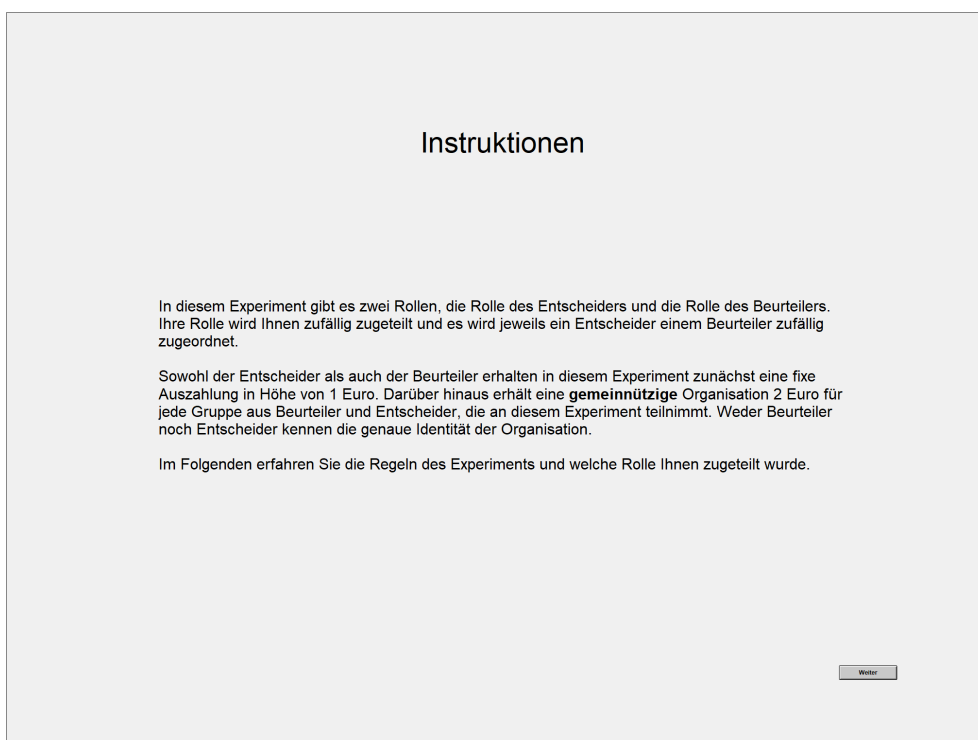 Instruktionen
In diesem Experiment gibt es zwei Rollen, die Rolle des Entscheiders und die Rolle des Beurteilers.
Ihre Rolle wird Ihnen zufällig zugeteilt und es wird jeweils ein Entscheider einem Beurteiler zufällig
zugeordnet.
Sowohl der Entscheider als auch der Beurteiler erhalten in diesem Experiment zunächst eine fixe
Auszahlung in Höhe von 1 Euro. Darüber hinaus erhält eine gemeinnützige Organisation 2 Euro für
jede Gruppe aus Beurteiler und Entscheider, die an diesem Experiment teilnimmt. Weder Beurteiler
noch Entscheider kennen die genaue Identität der Organisation.
Im Folgenden erfahren Sie die Regeln des Experiments und welche Rolle Ihnen zugeteilt wurde.
Weiter